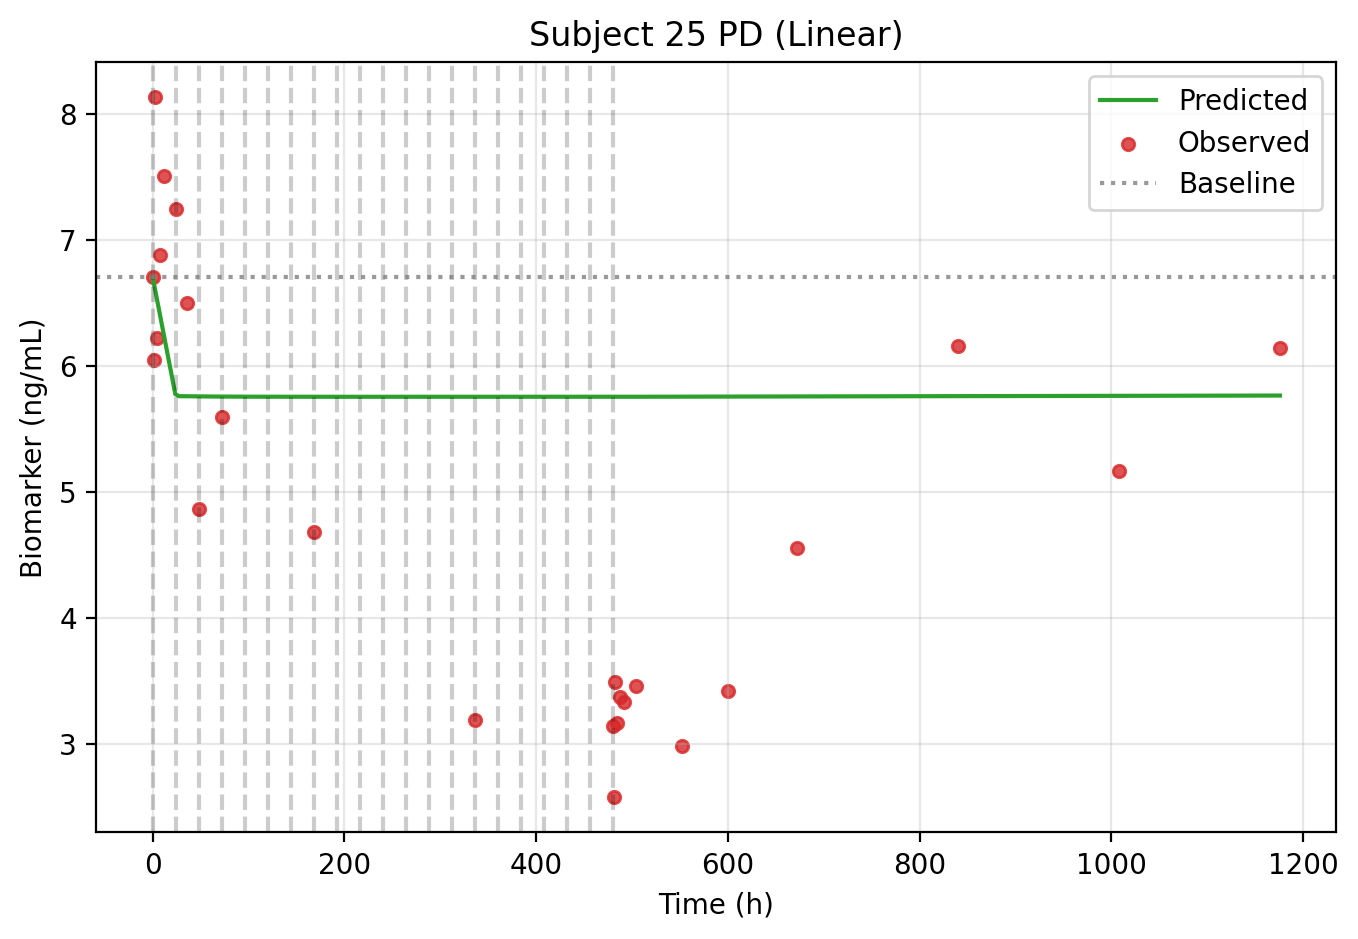 Subject 25 PD (Linear)
Predicted
Observed
Baseline
Biomarker (ng/mL)
8
7
6
5
4
3
0 200 400 600 800 1000 1200
Time (h)